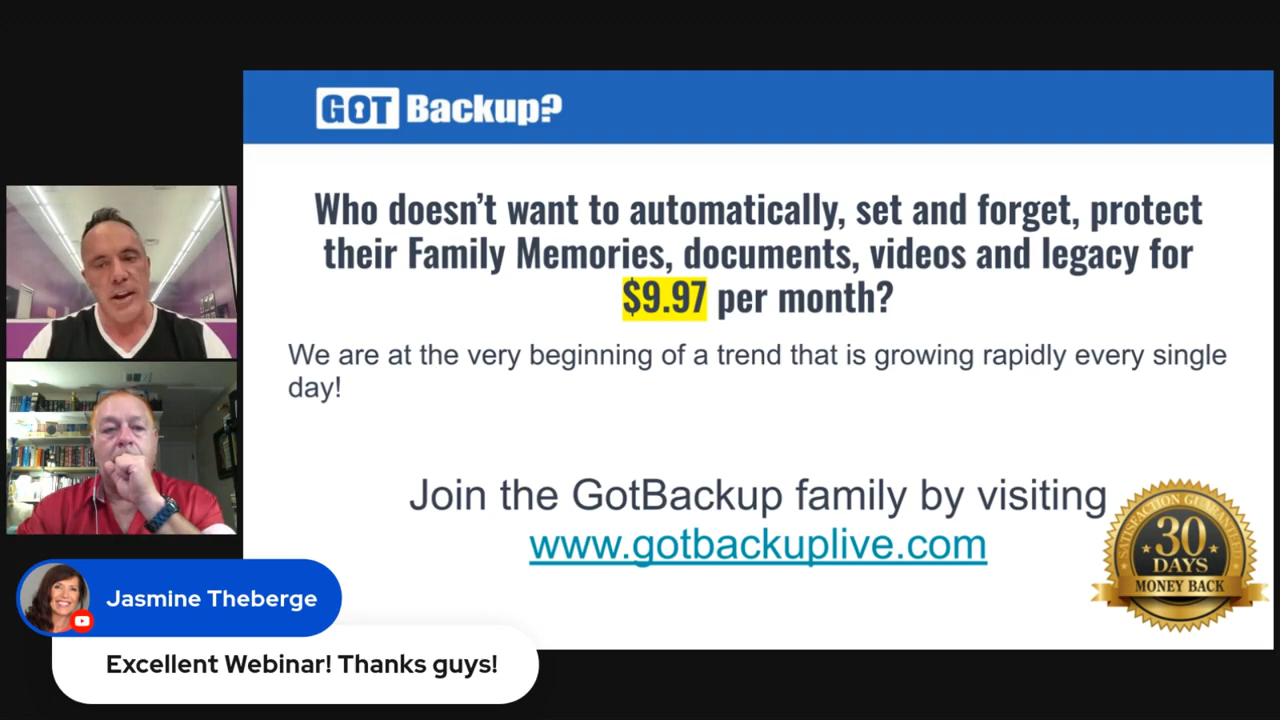 GOT Backup?
Who doesn’t want to automatically, set and forget, protect
their Family Memories, documents, videos and legacy for
$9.97 per month?
We are at the very beginning of a trend that is growing rapidly every single
day!
Join the GotBackup family by visiting
www.gotbackuplive.com
SATISFACTION GUARANTEED
30
DAYS
MONEY BACK
Jasmine Theberge
Excellent Webinar! Thanks guys!